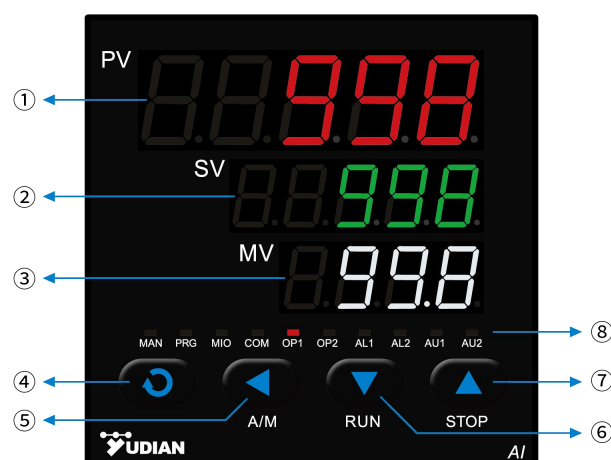 PV
① 998
SV
② 998
MV
③ 99.8
⑧
MAN PRG MIO COM OP1 OP2 AL1 AL2 AU1 AU2
④ ⑦
⑤ A/M RUN STOP ⑥
YUDIAN AI